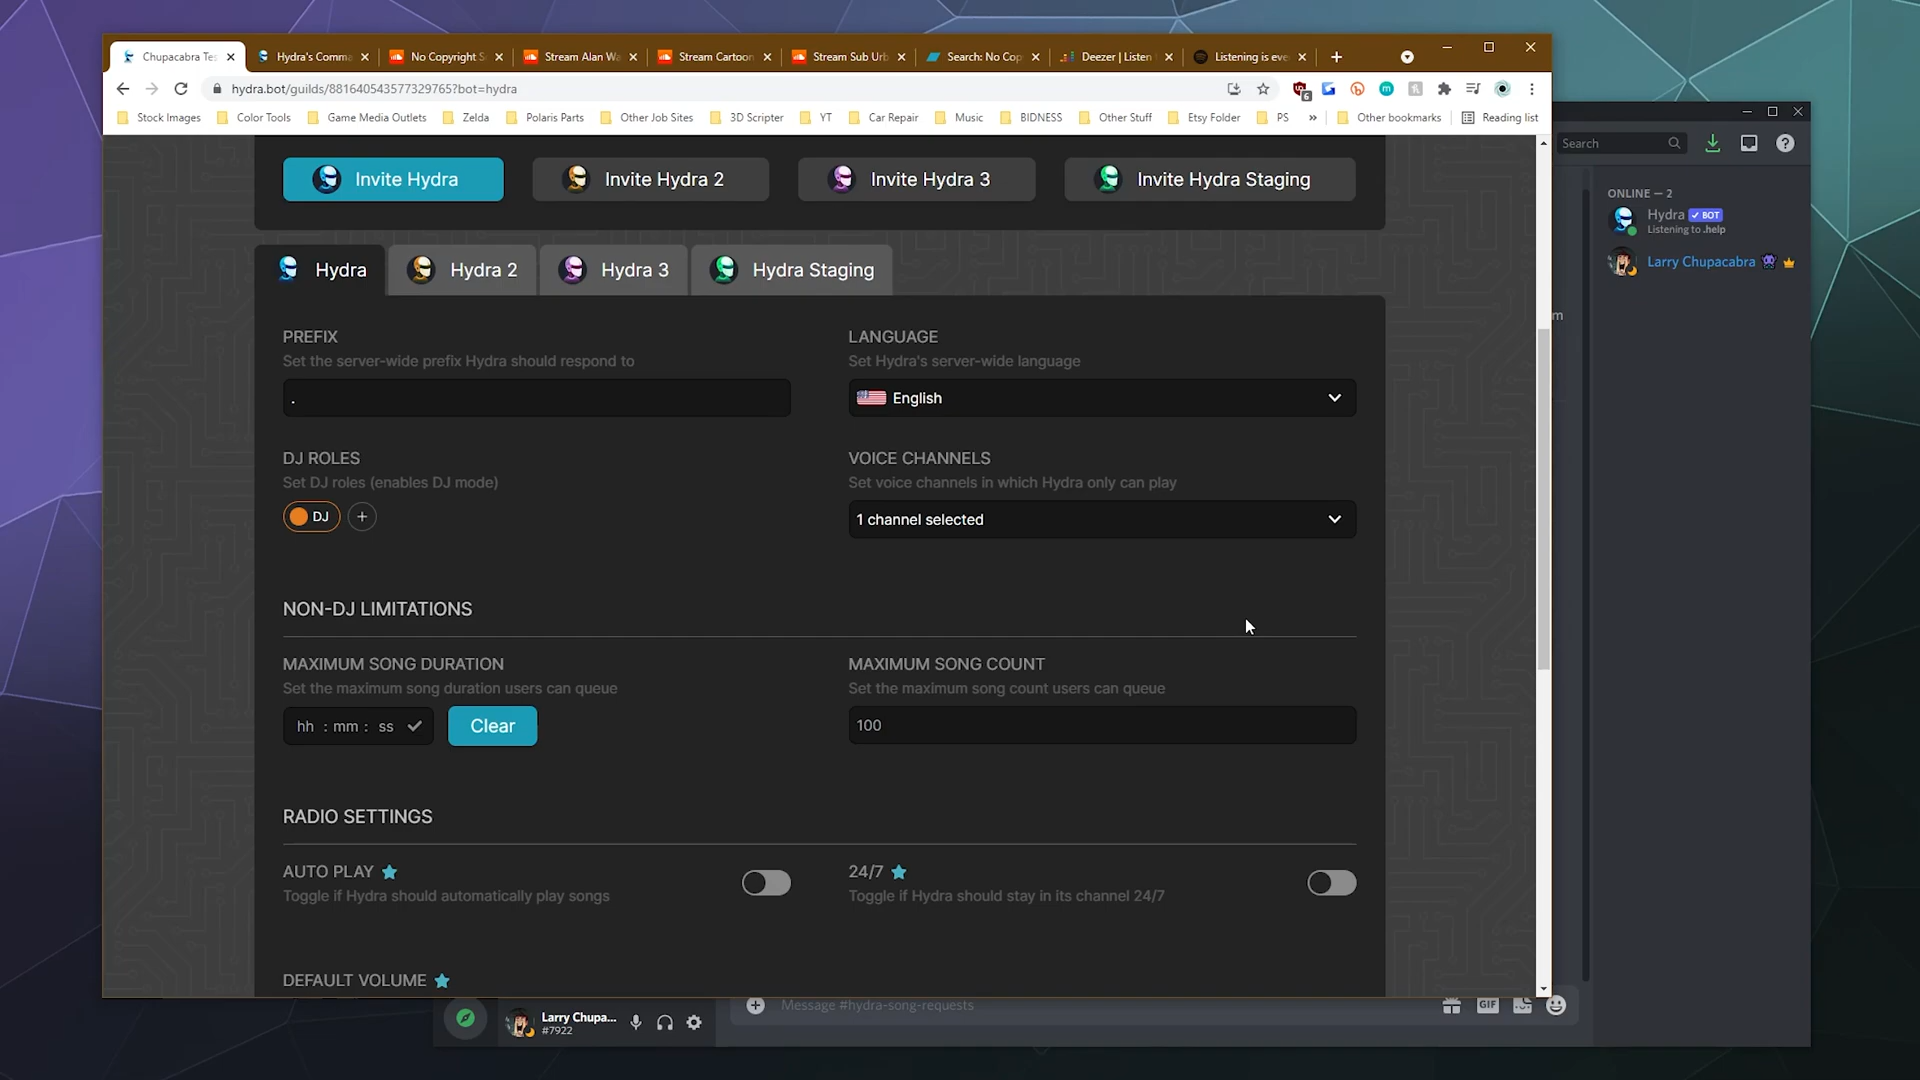 Chupacabra Tes
Hydra's Comma
No Copyright S
Stream Alan Wa
Stream Cartoon
Stream Sub Urb
Search: No Cop
Deezer | Listen
Listening is eve
hydra.bot/guilds/881640543577329765?bot=hydra
6
Stock Images
Color Tools
Game Media Outlets
Zelda
Polaris Parts
Other Job Sites
3D Scripter
YT
Car Repair
Music
BIDNESS
Other Stuff
Etsy Folder
PS
»
Other bookmarks
Reading list
Search
Invite Hydra
Invite Hydra 2
Invite Hydra 3
Invite Hydra Staging
ONLINE — 2
Hydra ✓ BOT
Listening to .help
Larry Chupacabra
Hydra
Hydra 2
Hydra 3
Hydra Staging
m
PREFIX
Set the server-wide prefix Hydra should respond to
.
LANGUAGE
Set Hydra's server-wide language
English
DJ ROLES
Set DJ roles (enables DJ mode)
DJ
+
VOICE CHANNELS
Set voice channels in which Hydra only can play
1 channel selected
NON-DJ LIMITATIONS
MAXIMUM SONG DURATION
Set the maximum song duration users can queue
hh : mm : ss
Clear
MAXIMUM SONG COUNT
Set the maximum song count users can queue
100
RADIO SETTINGS
AUTO PLAY
Toggle if Hydra should automatically play songs
24/7
Toggle if Hydra should stay in its channel 24/7
DEFAULT VOLUME
Larry Chupa...
#7922
Message #hydra-song-requests
GIF